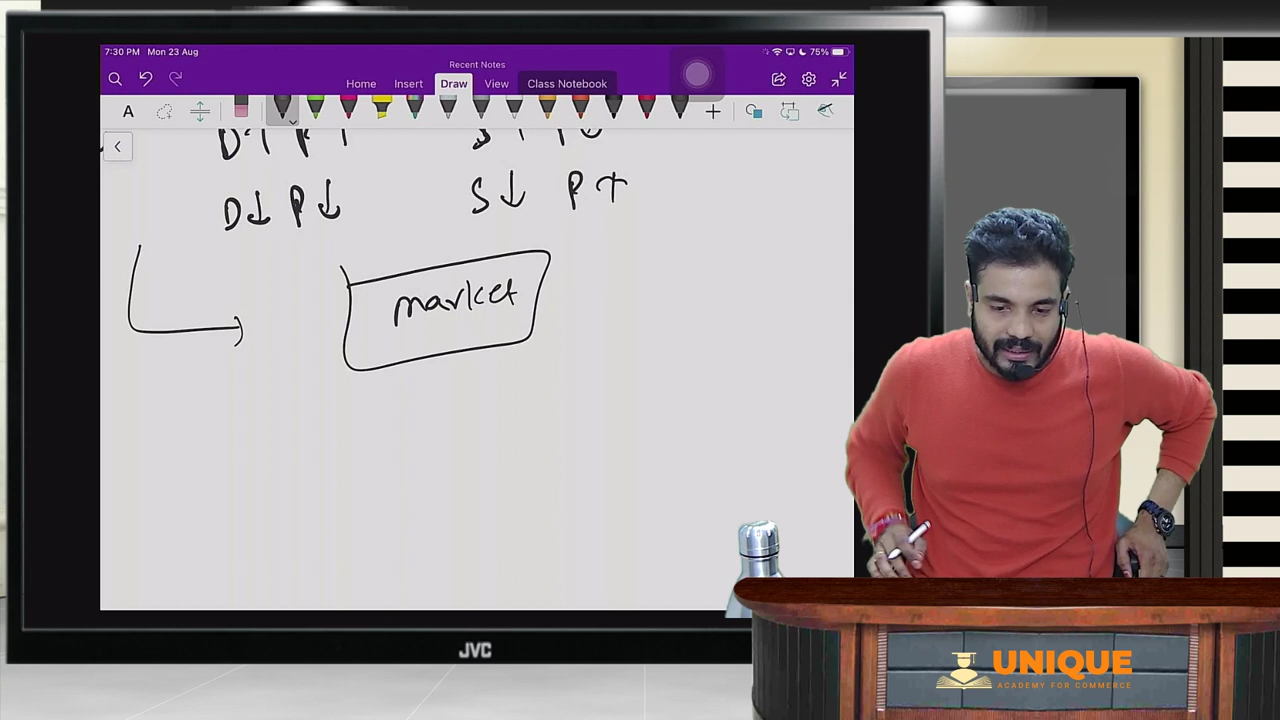 7:30 PM Mon 23 Aug
75%
Recent Notes
Home Insert Draw View Class Notebook
A
D↑ P↑ S↑ P↓
D↓ P↓ S↓ P↑
market
JVC
UNIQUE
ACADEMY FOR COMMERCE